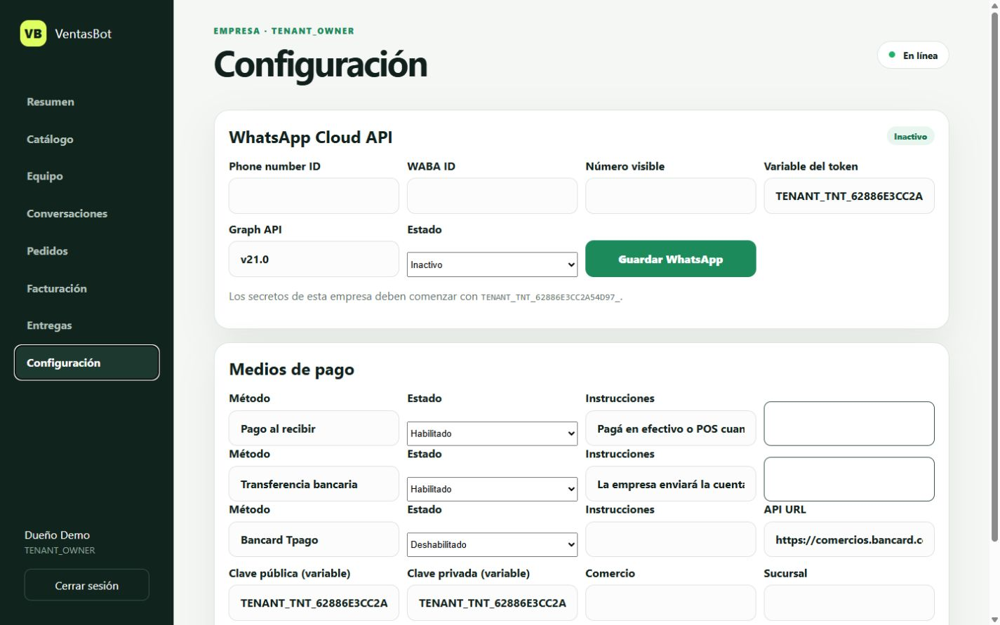 VB VentasBot
Resumen
Catálogo
Equipo
Conversaciones
Pedidos
Facturación
Entregas
Configuración
Dueño Demo
TENANT_OWNER
Cerrar sesión
EMPRESA · TENANT_OWNER
Configuración
En línea
WhatsApp Cloud API
Inactivo
Phone number ID WABA ID Número visible Variable del token
TENANT_TNT_62886E3CC2A
Graph API Estado
v21.0 Inactivo Guardar WhatsApp
Los secretos de esta empresa deben comenzar con TENANT_TNT_62886E3CC2A54D97_.
Medios de pago
Método Estado Instrucciones
Pago al recibir Habilitado Pagá en efectivo o POS cuan
Método Estado Instrucciones
Transferencia bancaria Habilitado La empresa enviará la cuenta
Método Estado Instrucciones API URL
Bancard Tpago Deshabilitado https://comercios.bancard.c
Clave pública (variable) Clave privada (variable) Comercio Sucursal
TENANT_TNT_62886E3CC2A TENANT_TNT_62886E3CC2A